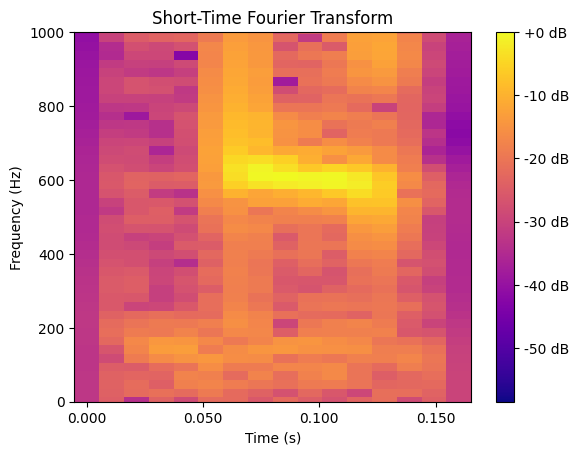 Short-Time Fourier Transform
1000
800
600
400
200
0
Frequency (Hz)
0.000
0.050
0.100
0.150
Time (s)
+0 dB
-10 dB
-20 dB
-30 dB
-40 dB
-50 dB